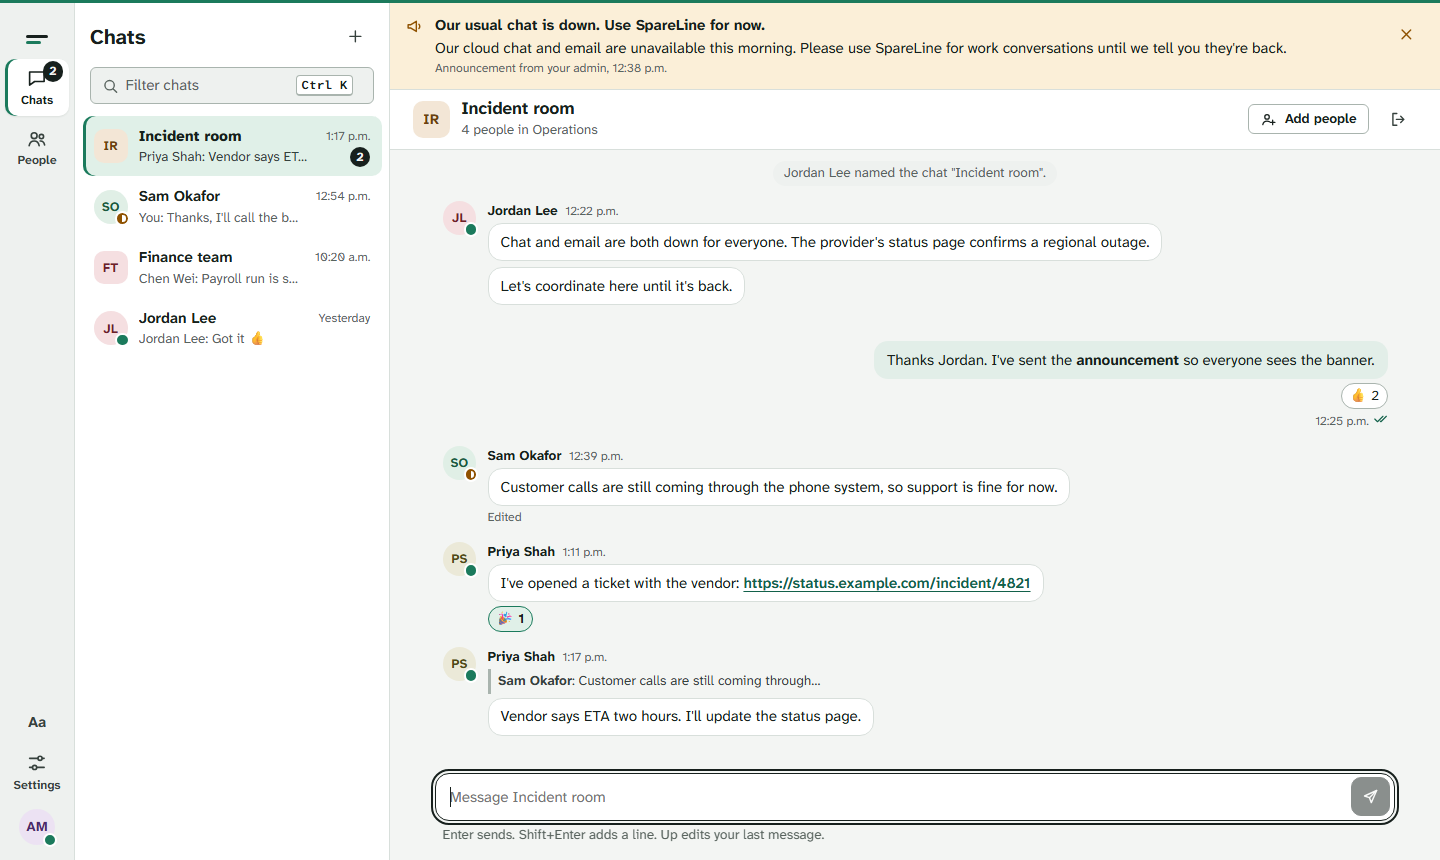 2
Chats
People
Aa
Settings
AM
Chats
Filter chats
Ctrl K
IR
Incident room
1:17 p.m.
Priya Shah: Vendor says ET...
2
SO
Sam Okafor
12:54 p.m.
You: Thanks, I'll call the b...
FT
Finance team
10:20 a.m.
Chen Wei: Payroll run is s...
JL
Jordan Lee
Yesterday
Jordan Lee: Got it 👍
Our usual chat is down. Use SpareLine for now.
Our cloud chat and email are unavailable this morning. Please use SpareLine for work conversations until we tell you they're back.
Announcement from your admin, 12:38 p.m.
IR
Incident room
4 people in Operations
Add people
Jordan Lee named the chat "Incident room".
JL
Jordan Lee 12:22 p.m.
Chat and email are both down for everyone. The provider's status page confirms a regional outage.
Let's coordinate here until it's back.
Thanks Jordan. I've sent the announcement so everyone sees the banner.
👍 2
12:25 p.m.
SO
Sam Okafor 12:39 p.m.
Customer calls are still coming through the phone system, so support is fine for now.
Edited
PS
Priya Shah 1:11 p.m.
I've opened a ticket with the vendor: https://status.example.com/incident/4821
🎉 1
PS
Priya Shah 1:17 p.m.
Sam Okafor: Customer calls are still coming through...
Vendor says ETA two hours. I'll update the status page.
Message Incident room
Enter sends. Shift+Enter adds a line. Up edits your last message.